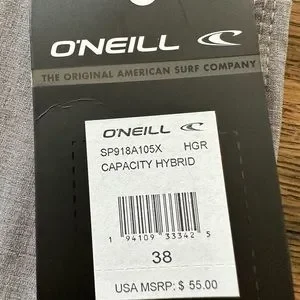 O'NEILL
THE ORIGINAL AMERICAN SURF COMPANY
O'NEILL
SP918A105X HGR
CAPACITY HYBRID
1 94109 33342 5
38
USA MSRP: $ 55.00